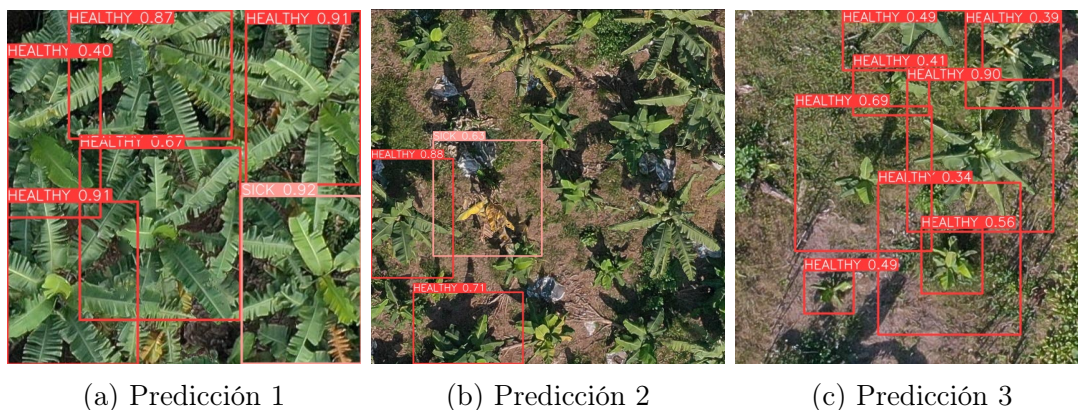 HEALTHY 0.87
HEALTHY 0.91
HEALTHY 0.40
HEALTHY 0.67
SICK 0.92
HEALTHY 0.91
SICK 0.63
HEALTHY 0.88
HEALTHY 0.71
HEALTHY 0.49
HEALTHY 0.39
HEALTHY 0.41
HEALTHY 0.90
HEALTHY 0.69
HEALTHY 0.34
HEALTHY 0.56
HEALTHY 0.49
(a) Predicción 1
(b) Predicción 2
(c) Predicción 3